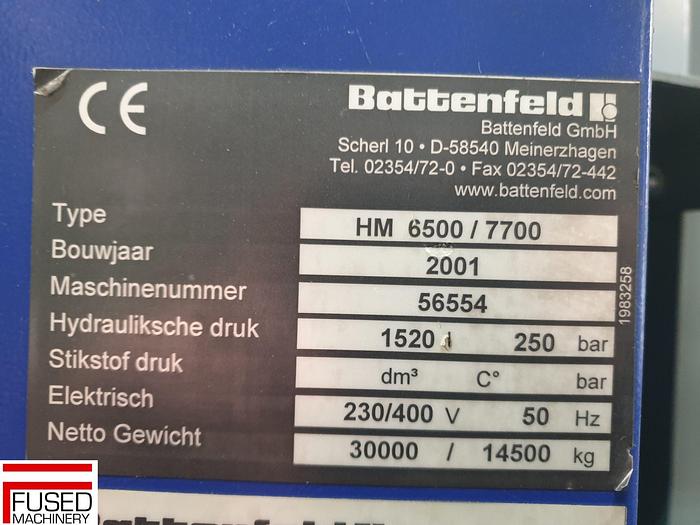 CE
Battenfeld
Battenfeld GmbH
Scherl 10 • D-58540 Meinerzhagen
Tel. 02354/72-0 • Fax 02354/72-442
www.battenfeld.com
Type HM 6500 / 7700
Bouwjaar 2001
Maschinenummer 56554
Hydrauliksche druk 1520 l 250 bar
Stikstof druk dm³ C° bar
Elektrisch 230/400 V 50 Hz
Netto Gewicht 30000 / 14500 kg
1983258
FUSED
MACHINERY